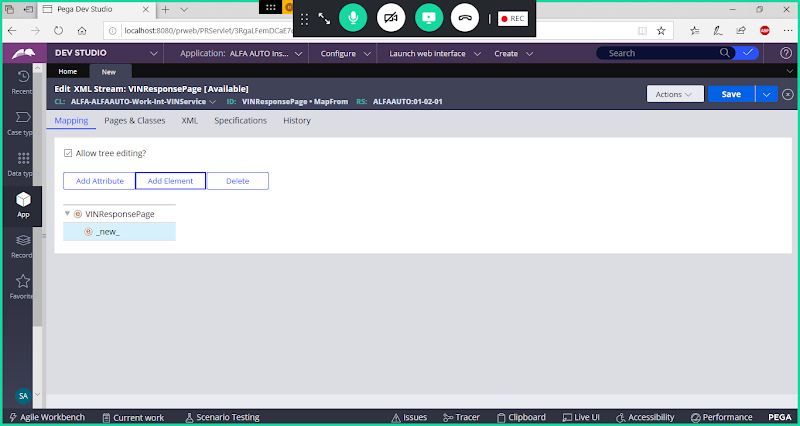 Pega Dev Studio
REC
localhost:8080/prweb/PRServlet/3RgaLFemDCaE7
ABP
DEV STUDIO
Application: ALFA AUTO Ins...
Configure
Launch web interface
Create
Search
Home
New
Recent
Edit XML Stream: VINResponsePage [Available]
CL: ALFA-ALFAAUTO-Work-Int-VINService
ID: VINResponsePage • MapFrom
RS: ALFAAUTO:01-02-01
Actions
Save
Mapping
Pages & Classes
XML
Specifications
History
Case typ
Allow tree editing?
Data typ
Add Attribute
Add Element
Delete
App
e VINResponsePage
e _new_
Record
Favorite
SA
Agile Workbench
Current work
Scenario Testing
Issues
Tracer
Clipboard
Live UI
Accessibility
Performance
PEGA